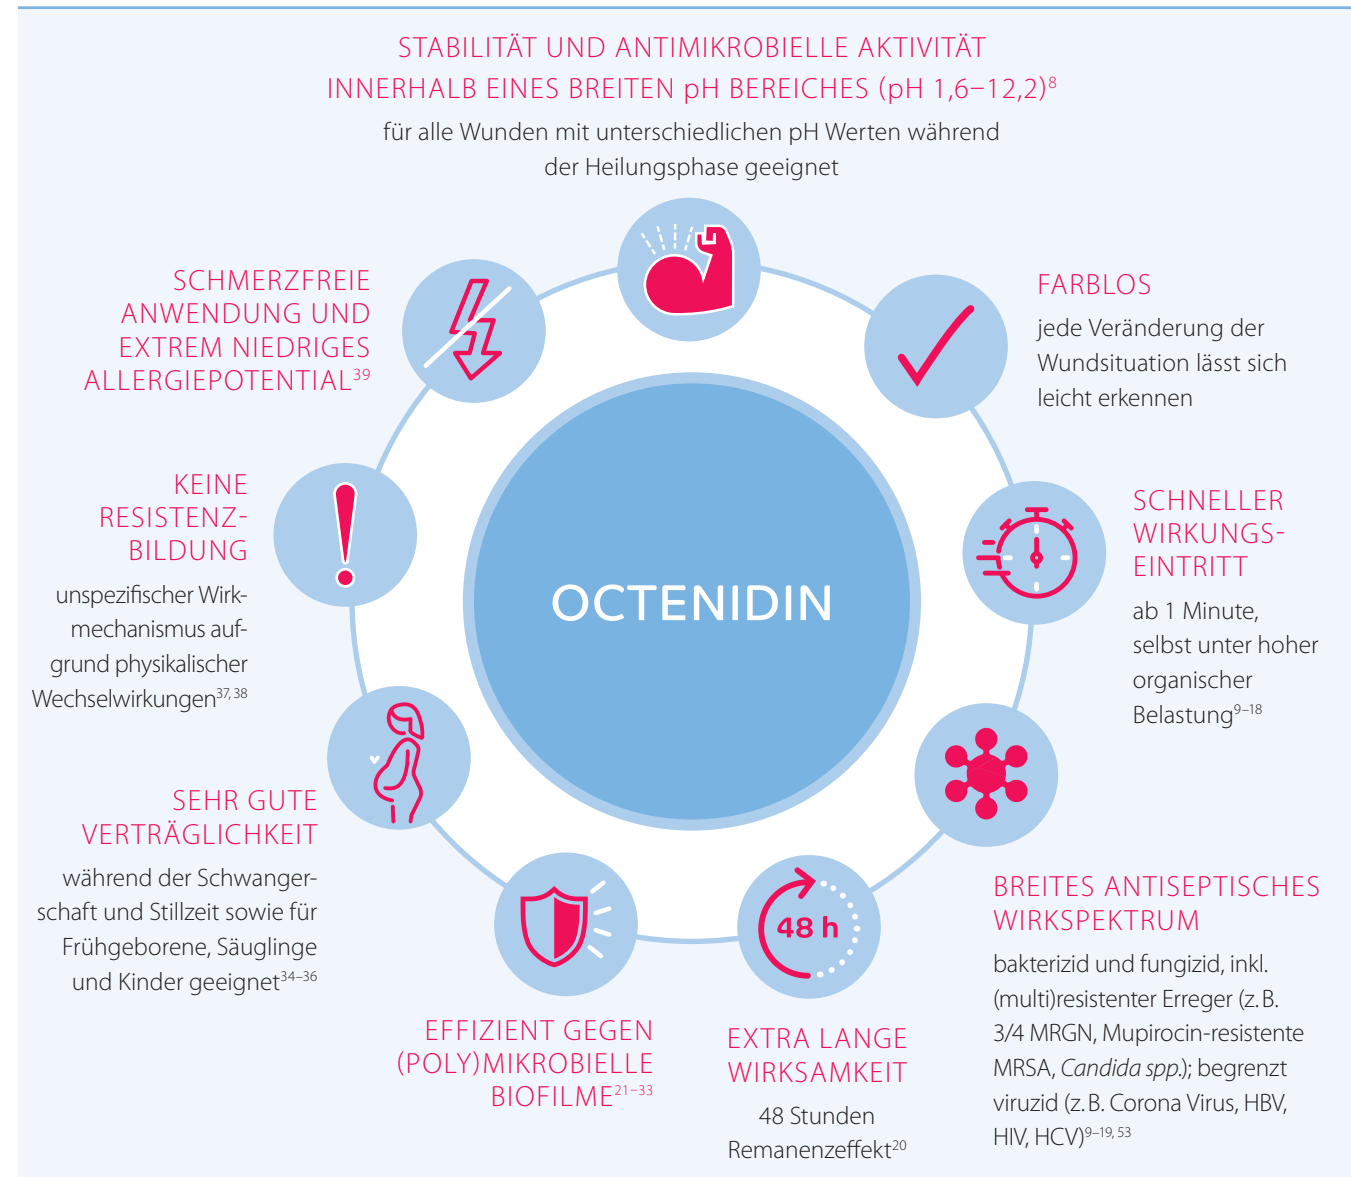 STABILITÄT UND ANTIMIKROBIELLE AKTIVITÄT
INNERHALB EINES BREITEN pH BEREICHES (pH 1,6–12,2)8
für alle Wunden mit unterschiedlichen pH Werten während
der Heilungsphase geeignet
FARBLOS
jede Veränderung der
Wundsituation lässt sich
leicht erkennen
SCHNELLER
WIRKUNGS-
EINTRITT
ab 1 Minute,
selbst unter hoher
organischer
Belastung9–18
BREITES ANTISEPTISCHES
WIRKSPEKTRUM
bakterizid und fungizid, inkl.
(multi)resistenter Erreger (z. B.
3/4 MRGN, Mupirocin-resistente
MRSA, Candida spp.); begrenzt
viruzid (z. B. Corona Virus, HBV,
HIV, HCV)9–19, 53
48 h
EXTRA LANGE
WIRKSAMKEIT
48 Stunden
Remanenzeffekt20
EFFIZIENT GEGEN
(POLY)MIKROBIELLE
BIOFILME21–33
SEHR GUTE
VERTRÄGLICHKEIT
während der Schwanger-
schaft und Stillzeit sowie für
Frühgeborene, Säuglinge
und Kinder geeignet34–36
KEINE
RESISTENZ-
BILDUNG
unspezifischer Wirk-
mechanismus auf-
grund physikalischer
Wechselwirkungen37, 38
SCHMERZFREIE
ANWENDUNG UND
EXTREM NIEDRIGES
ALLERGIEPOTENTIAL39
OCTENIDIN